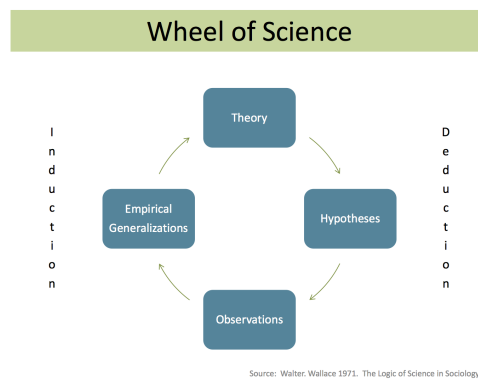 Wheel of Science
Theory
Induction
Deduction
Empirical
Generalizations
Hypotheses
Observations
Source: Walter. Wallace 1971. The Logic of Science in Sociology